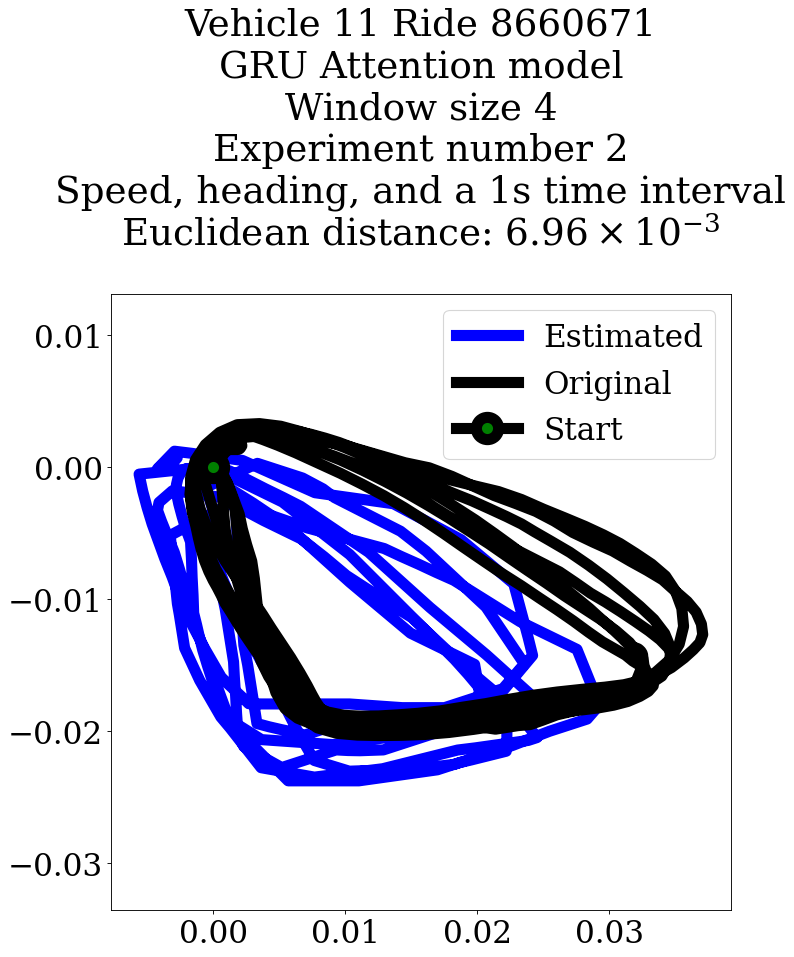 Vehicle 11 Ride 8660671
GRU Attention model
Window size 4
Experiment number 2
Speed, heading, and a 1s time interval
Euclidean distance: 6.96 × 10⁻³
Estimated
Original
Start
0.01
0.00
−0.01
−0.02
−0.03
0.00 0.01 0.02 0.03